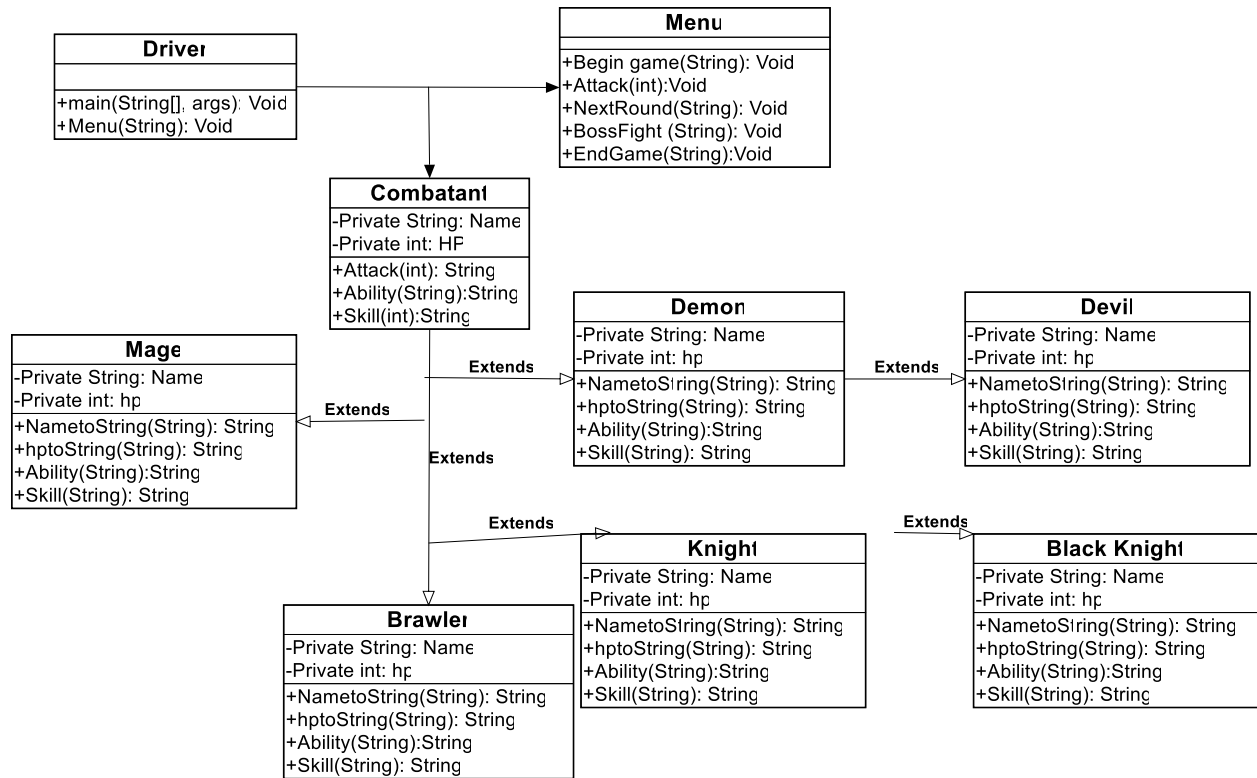 Driver
+main(String[], args): Void
+Menu(String): Void
Menu
+Begin game(String): Void
+Attack(int):Void
+NextRound(String): Void
+BossFight (String): Void
+EndGame(String):Void
Combatant
-Private String: Name
-Private int: HP
+Attack(int): String
+Ability(String):String
+Skill(int):String
Mage
-Private String: Name
-Private int: hp
+NametoString(String): String
+hptoString(String): String
+Ability(String):String
+Skill(String): String
Extends
Extends
Demon
-Private String: Name
-Private int: hp
+NametoString(String): String
+hptoString(String): String
+Ability(String):String
+Skill(String): String
Extends
Devil
-Private String: Name
-Private int: hp
+NametoString(String): String
+hptoString(String): String
+Ability(String):String
+Skill(String): String
Extends
Extends
Knight
-Private String: Name
-Private int: hp
+NametoString(String): String
+hptoString(String): String
+Ability(String):String
+Skill(String): String
Extends
Black Knight
-Private String: Name
-Private int: hp
+NametoString(String): String
+hptoString(String): String
+Ability(String):String
+Skill(String): String
Brawler
-Private String: Name
-Private int: hp
+NametoString(String): String
+hptoString(String): String
+Ability(String):String
+Skill(String): String